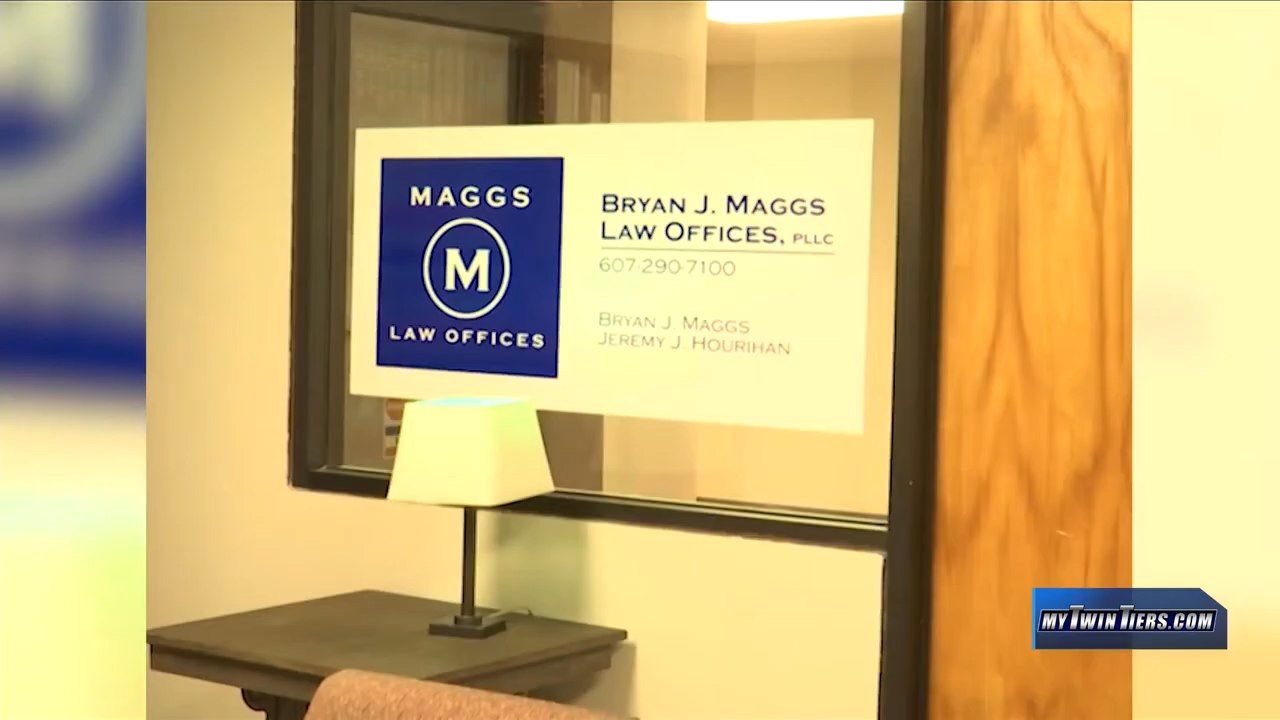 MAGGS
M
LAW OFFICES
BRYAN J. MAGGS
LAW OFFICES, PLLC
607-290-7100
BRYAN J. MAGGS
JEREMY J. HOURIHAN
MYTWINTIERS.COM